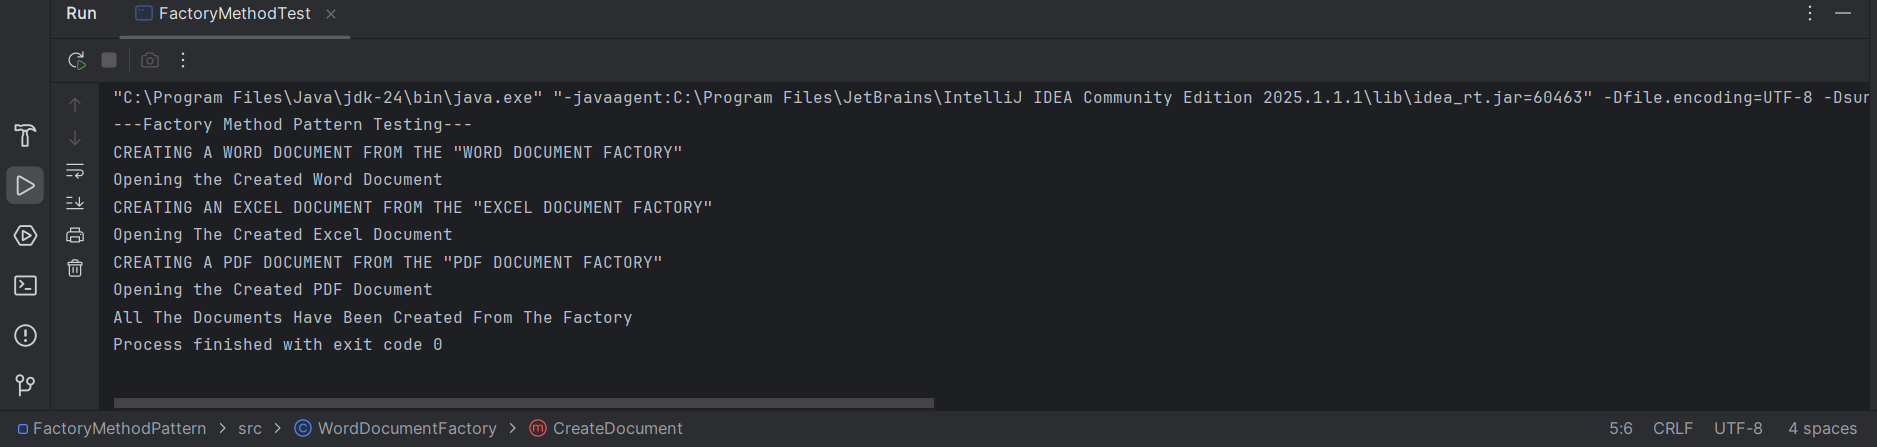 Run FactoryMethodTest
"C:\Program Files\Java\jdk-24\bin\java.exe" "-javaagent:C:\Program Files\JetBrains\IntelliJ IDEA Community Edition 2025.1.1.1\lib\idea_rt.jar=60463" -Dfile.encoding=UTF-8 -Dsu
---Factory Method Pattern Testing---
CREATING A WORD DOCUMENT FROM THE "WORD DOCUMENT FACTORY"
Opening the Created Word Document
CREATING AN EXCEL DOCUMENT FROM THE "EXCEL DOCUMENT FACTORY"
Opening The Created Excel Document
CREATING A PDF DOCUMENT FROM THE "PDF DOCUMENT FACTORY"
Opening the Created PDF Document
All The Documents Have Been Created From The Factory
Process finished with exit code 0
FactoryMethodPattern > src > WordDocumentFactory > CreateDocument 5:6 CRLF UTF-8 4 spaces